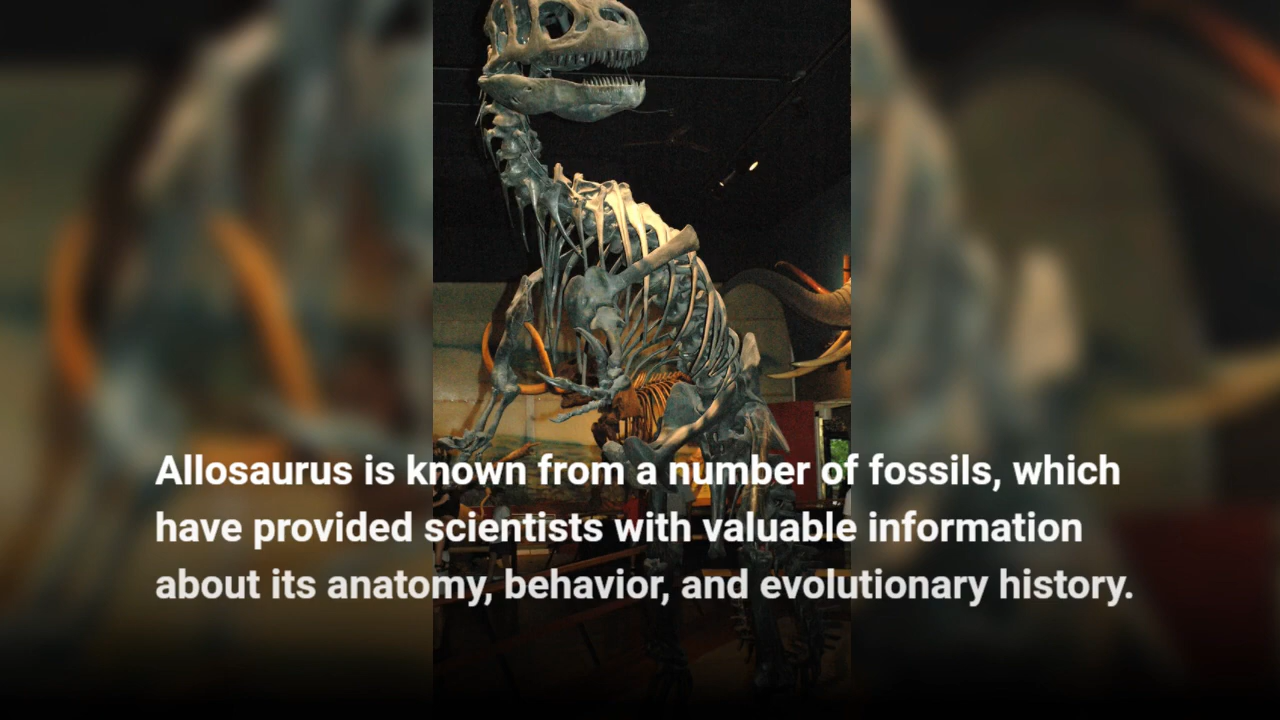 Allosaurus is known from a number of fossils, which
have provided scientists with valuable information
about its anatomy, behavior, and evolutionary history.